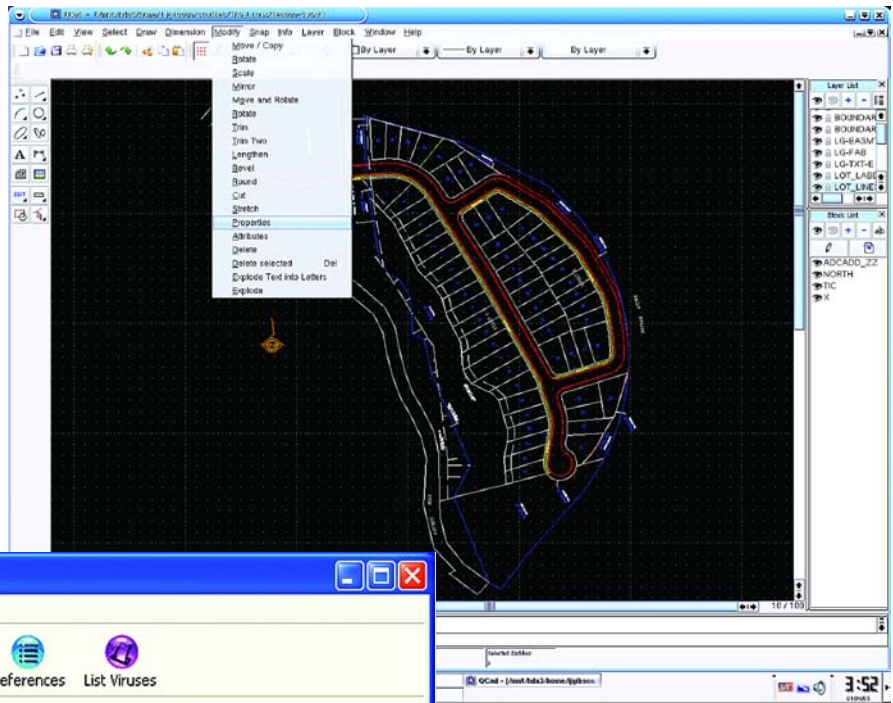 File Edit View Select Draw Dimension Modify Snap Info Layer Block Window Help
By Layer
By Layer
By Layer
Move / Copy
Rotate
Scale
Mirror
Move and Rotate
Rotate
Trim
Trim Two
Lengthen
Bevel
Round
Cut
Stretch
Properties
Attributes
Delete
Delete selected Del
Explode Text into Letters
Explode
Layer List
BOUNDAR
BOUNDAR
LG-EASM
LG-FAB
LG-TXT-E
LOT_LABE
LOT_LINE
Block List
ADCADD_ZZ
NORTH
TIC
X
A
EDIT
10 / 100
Selected Entities
eferences
List Viruses
3:52